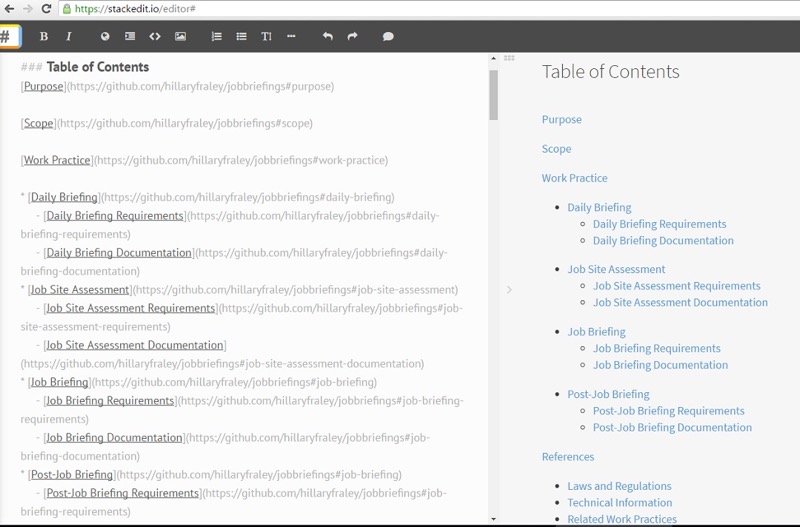 https://stackedit.io/editor#
#
B I
### Table of Contents
[Purpose](https://github.com/hillaryfraley/jobbriefings#purpose)
[Scope](https://github.com/hillaryfraley/jobbriefings#scope)
[Work Practice](https://github.com/hillaryfraley/jobbriefings#work-practice)
* [Daily Briefing](https://github.com/hillaryfraley/jobbriefings#daily-briefing)
- [Daily Briefing Requirements](https://github.com/hillaryfraley/jobbriefings#daily-
briefing-requirements)
- [Daily Briefing Documentation](https://github.com/hillaryfraley/jobbriefings#daily-
briefing-documentation)
* [Job Site Assessment](https://github.com/hillaryfraley/jobbriefings#job-site-assessment)
- [Job Site Assessment Requirements](https://github.com/hillaryfraley/jobbriefings#job-
site-assessment-requirements)
- [Job Site Assessment Documentation]
(https://github.com/hillaryfraley/jobbriefings#job-site-assessment-documentation)
* [Job Briefing](https://github.com/hillaryfraley/jobbriefings#job-briefing)
- [Job Briefing Requirements](https://github.com/hillaryfraley/jobbriefings#job-briefing-
requirements)
- [Job Briefing Documentation](https://github.com/hillaryfraley/jobbriefings#job-
briefing-documentation)
* [Post-Job Briefing](https://github.com/hillaryfraley/jobbriefings#job-briefing)
- [Post-Job Briefing Requirements](https://github.com/hillaryfraley/jobbriefings#job-
briefing-requirements)
Table of Contents
Purpose
Scope
Work Practice
Daily Briefing
Daily Briefing Requirements
Daily Briefing Documentation
Job Site Assessment
Job Site Assessment Requirements
Job Site Assessment Documentation
Job Briefing
Job Briefing Requirements
Job Briefing Documentation
Post-Job Briefing
Post-Job Briefing Requirements
Post-Job Briefing Documentation
References
Laws and Regulations
Technical Information
Related Work Practices